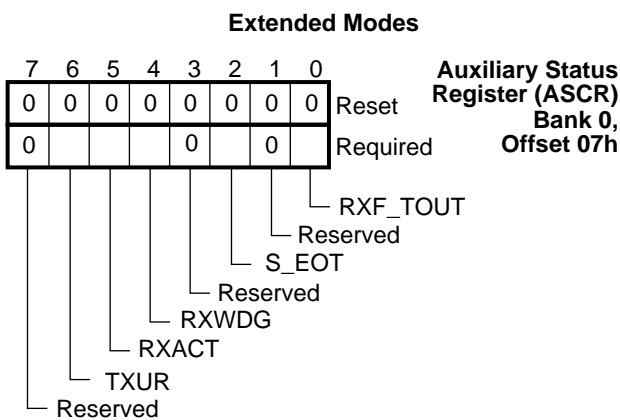 Extended Modes
7 6 5 4 3 2 1 0
Auxiliary Status
Register (ASCR)
Bank 0,
Offset 07h
0 0 0 0 0 0 0 0 Reset
0 0 0 Required
RXF_TOUT
Reserved
S_EOT
Reserved
RXWDG
RXACT
TXUR
Reserved